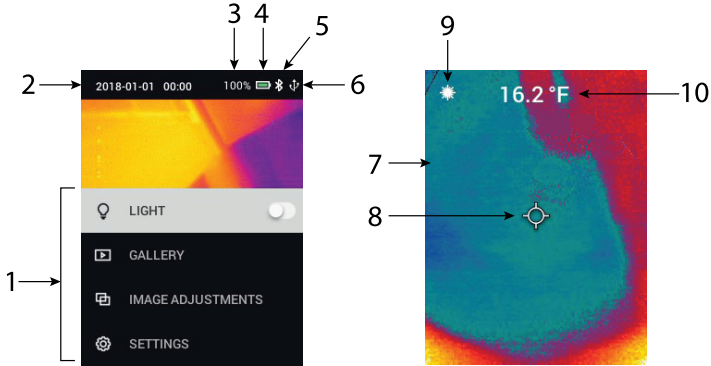 3 4 5
2 2018-01-01 00:00 100% 6
1
LIGHT
GALLERY
IMAGE ADJUSTMENTS
SETTINGS
9
16.2 °F 10
7
8